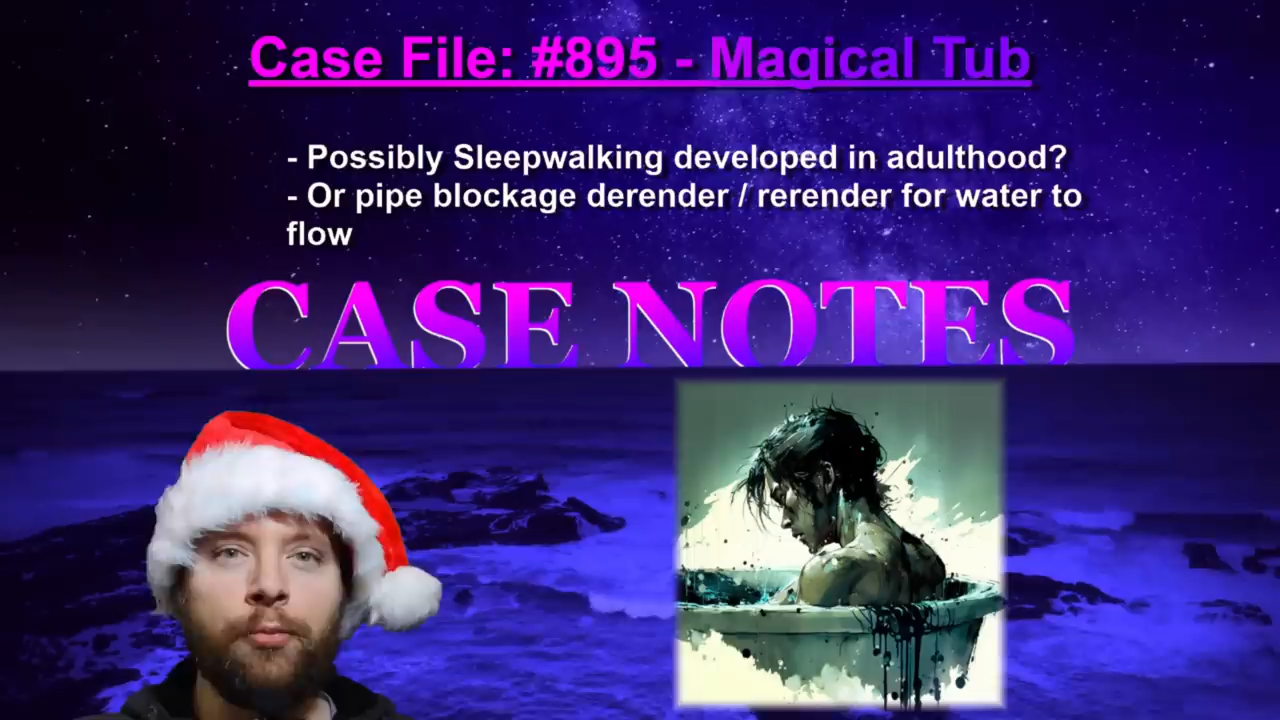 Case File: #895 - Magical Tub
- Possibly Sleepwalking developed in adulthood?
- Or pipe blockage derender / rerender for water to
flow
CASE NOTES